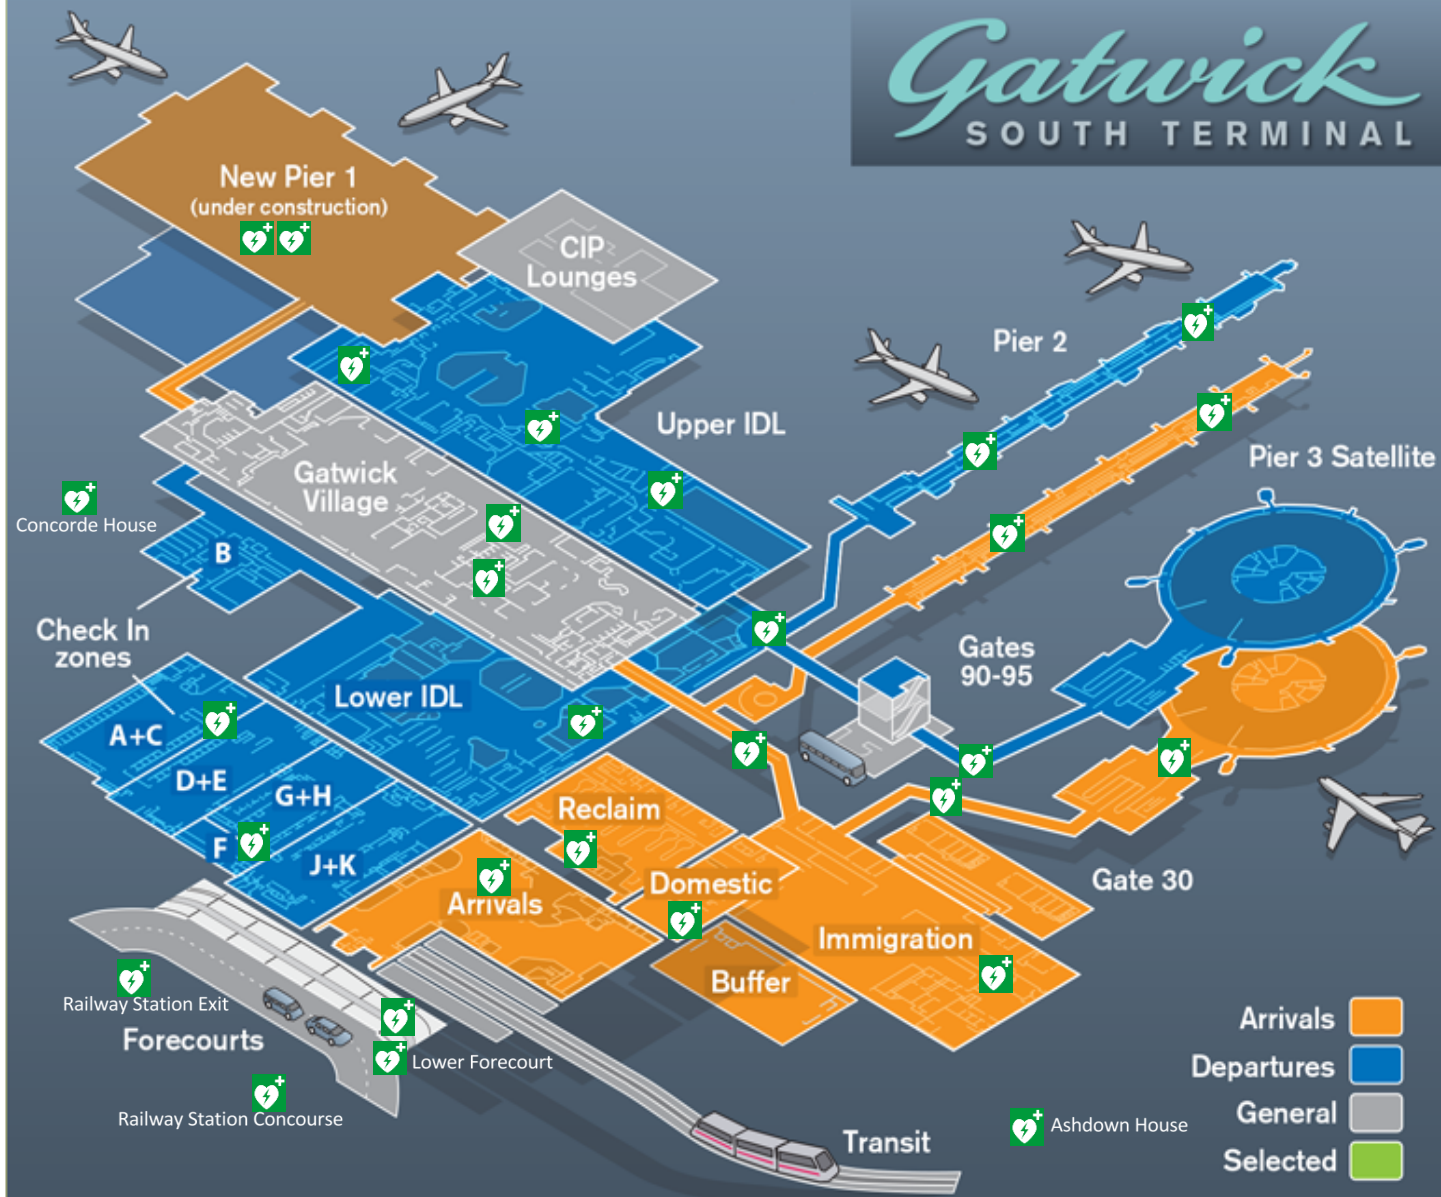 Gatwick
SOUTH TERMINAL
New Pier 1
(under construction)
CIP
Lounges
Pier 2
Upper IDL
Pier 3 Satellite
Gatwick
Village
Concorde House
B
Check In
zones
Gates
90-95
Lower IDL
A+C
D+E
G+H
F
J+K
Reclaim
Arrivals
Domestic
Gate 30
Immigration
Buffer
Railway Station Exit
Forecourts
Lower Forecourt
Railway Station Concourse
Transit
Ashdown House
Arrivals
Departures
General
Selected